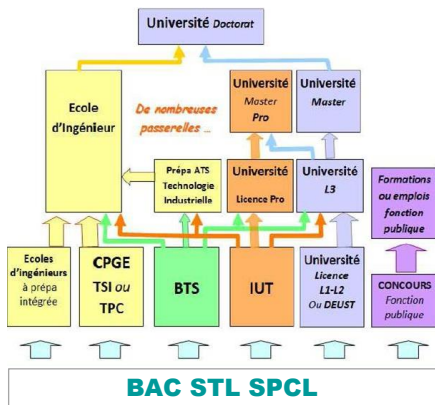 Université Doctorat
Ecole
d'Ingénieur
De nombreuses
passerelles ...
Université
Master
Pro
Université
Master
Prépa ATS
Technologie
Industrielle
Université
Licence Pro
Université
L3
Formations
ou emplois
fonction
publique
Ecoles
d'ingénieurs
à prépa
intégrée
CPGE
TSI ou
TPC
BTS
IUT
Université
Licence
L1-L2
Ou DEUST
CONCOURS
Fonction
publique
BAC STL SPCL